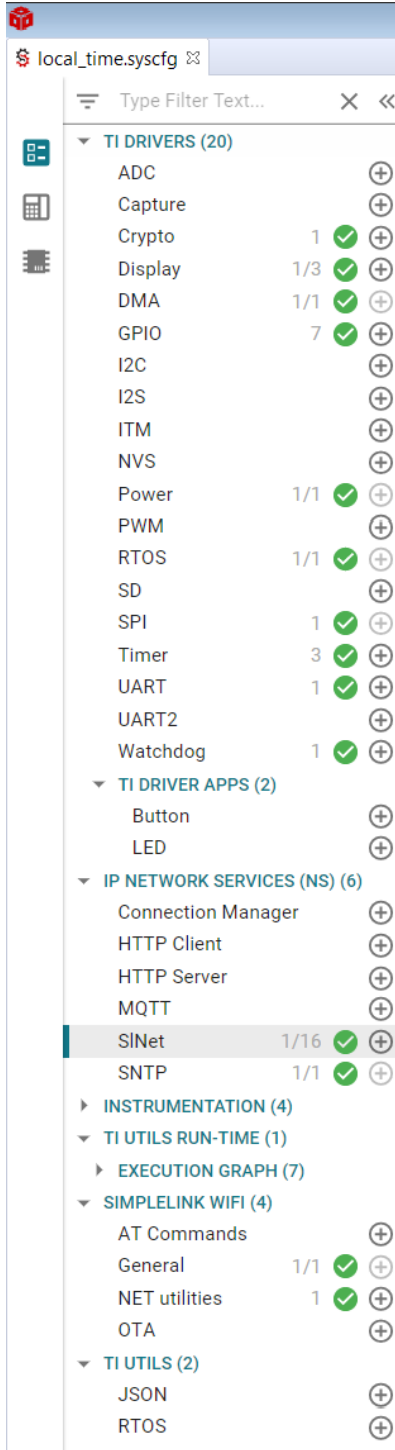 local_time.syscfg
Type Filter Text...
TI DRIVERS (20)
ADC
Capture
Crypto 1
Display 1/3
DMA 1/1
GPIO 7
I2C
I2S
ITM
NVS
Power 1/1
PWM
RTOS 1/1
SD
SPI 1
Timer 3
UART 1
UART2
Watchdog 1
TI DRIVER APPS (2)
Button
LED
IP NETWORK SERVICES (NS) (6)
Connection Manager
HTTP Client
HTTP Server
MQTT
SlNet 1/16
SNTP 1/1
INSTRUMENTATION (4)
TI UTILS RUN-TIME (1)
EXECUTION GRAPH (7)
SIMPLELINK WIFI (4)
AT Commands
General 1/1
NET utilities 1
OTA
TI UTILS (2)
JSON
RTOS